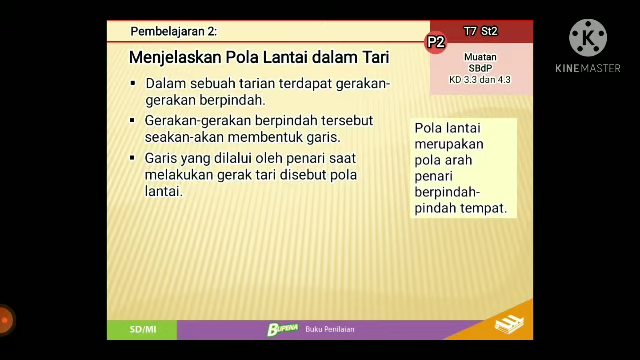 Pembelajaran 2:
P2
T7 St2
Muatan
SBdP
KD 3.3 dan 4.3
KINEMASTER
Menjelaskan Pola Lantai dalam Tari
▪ Dalam sebuah tarian terdapat gerakan-
gerakan berpindah.
▪ Gerakan-gerakan berpindah tersebut
seakan-akan membentuk garis.
▪ Garis yang dilalui oleh penari saat
melakukan gerak tari disebut pola
lantai.
Pola lantai
merupakan
pola arah
penari
berpindah-
pindah tempat.
SD/MI
BUPENA
Buku Penilaian